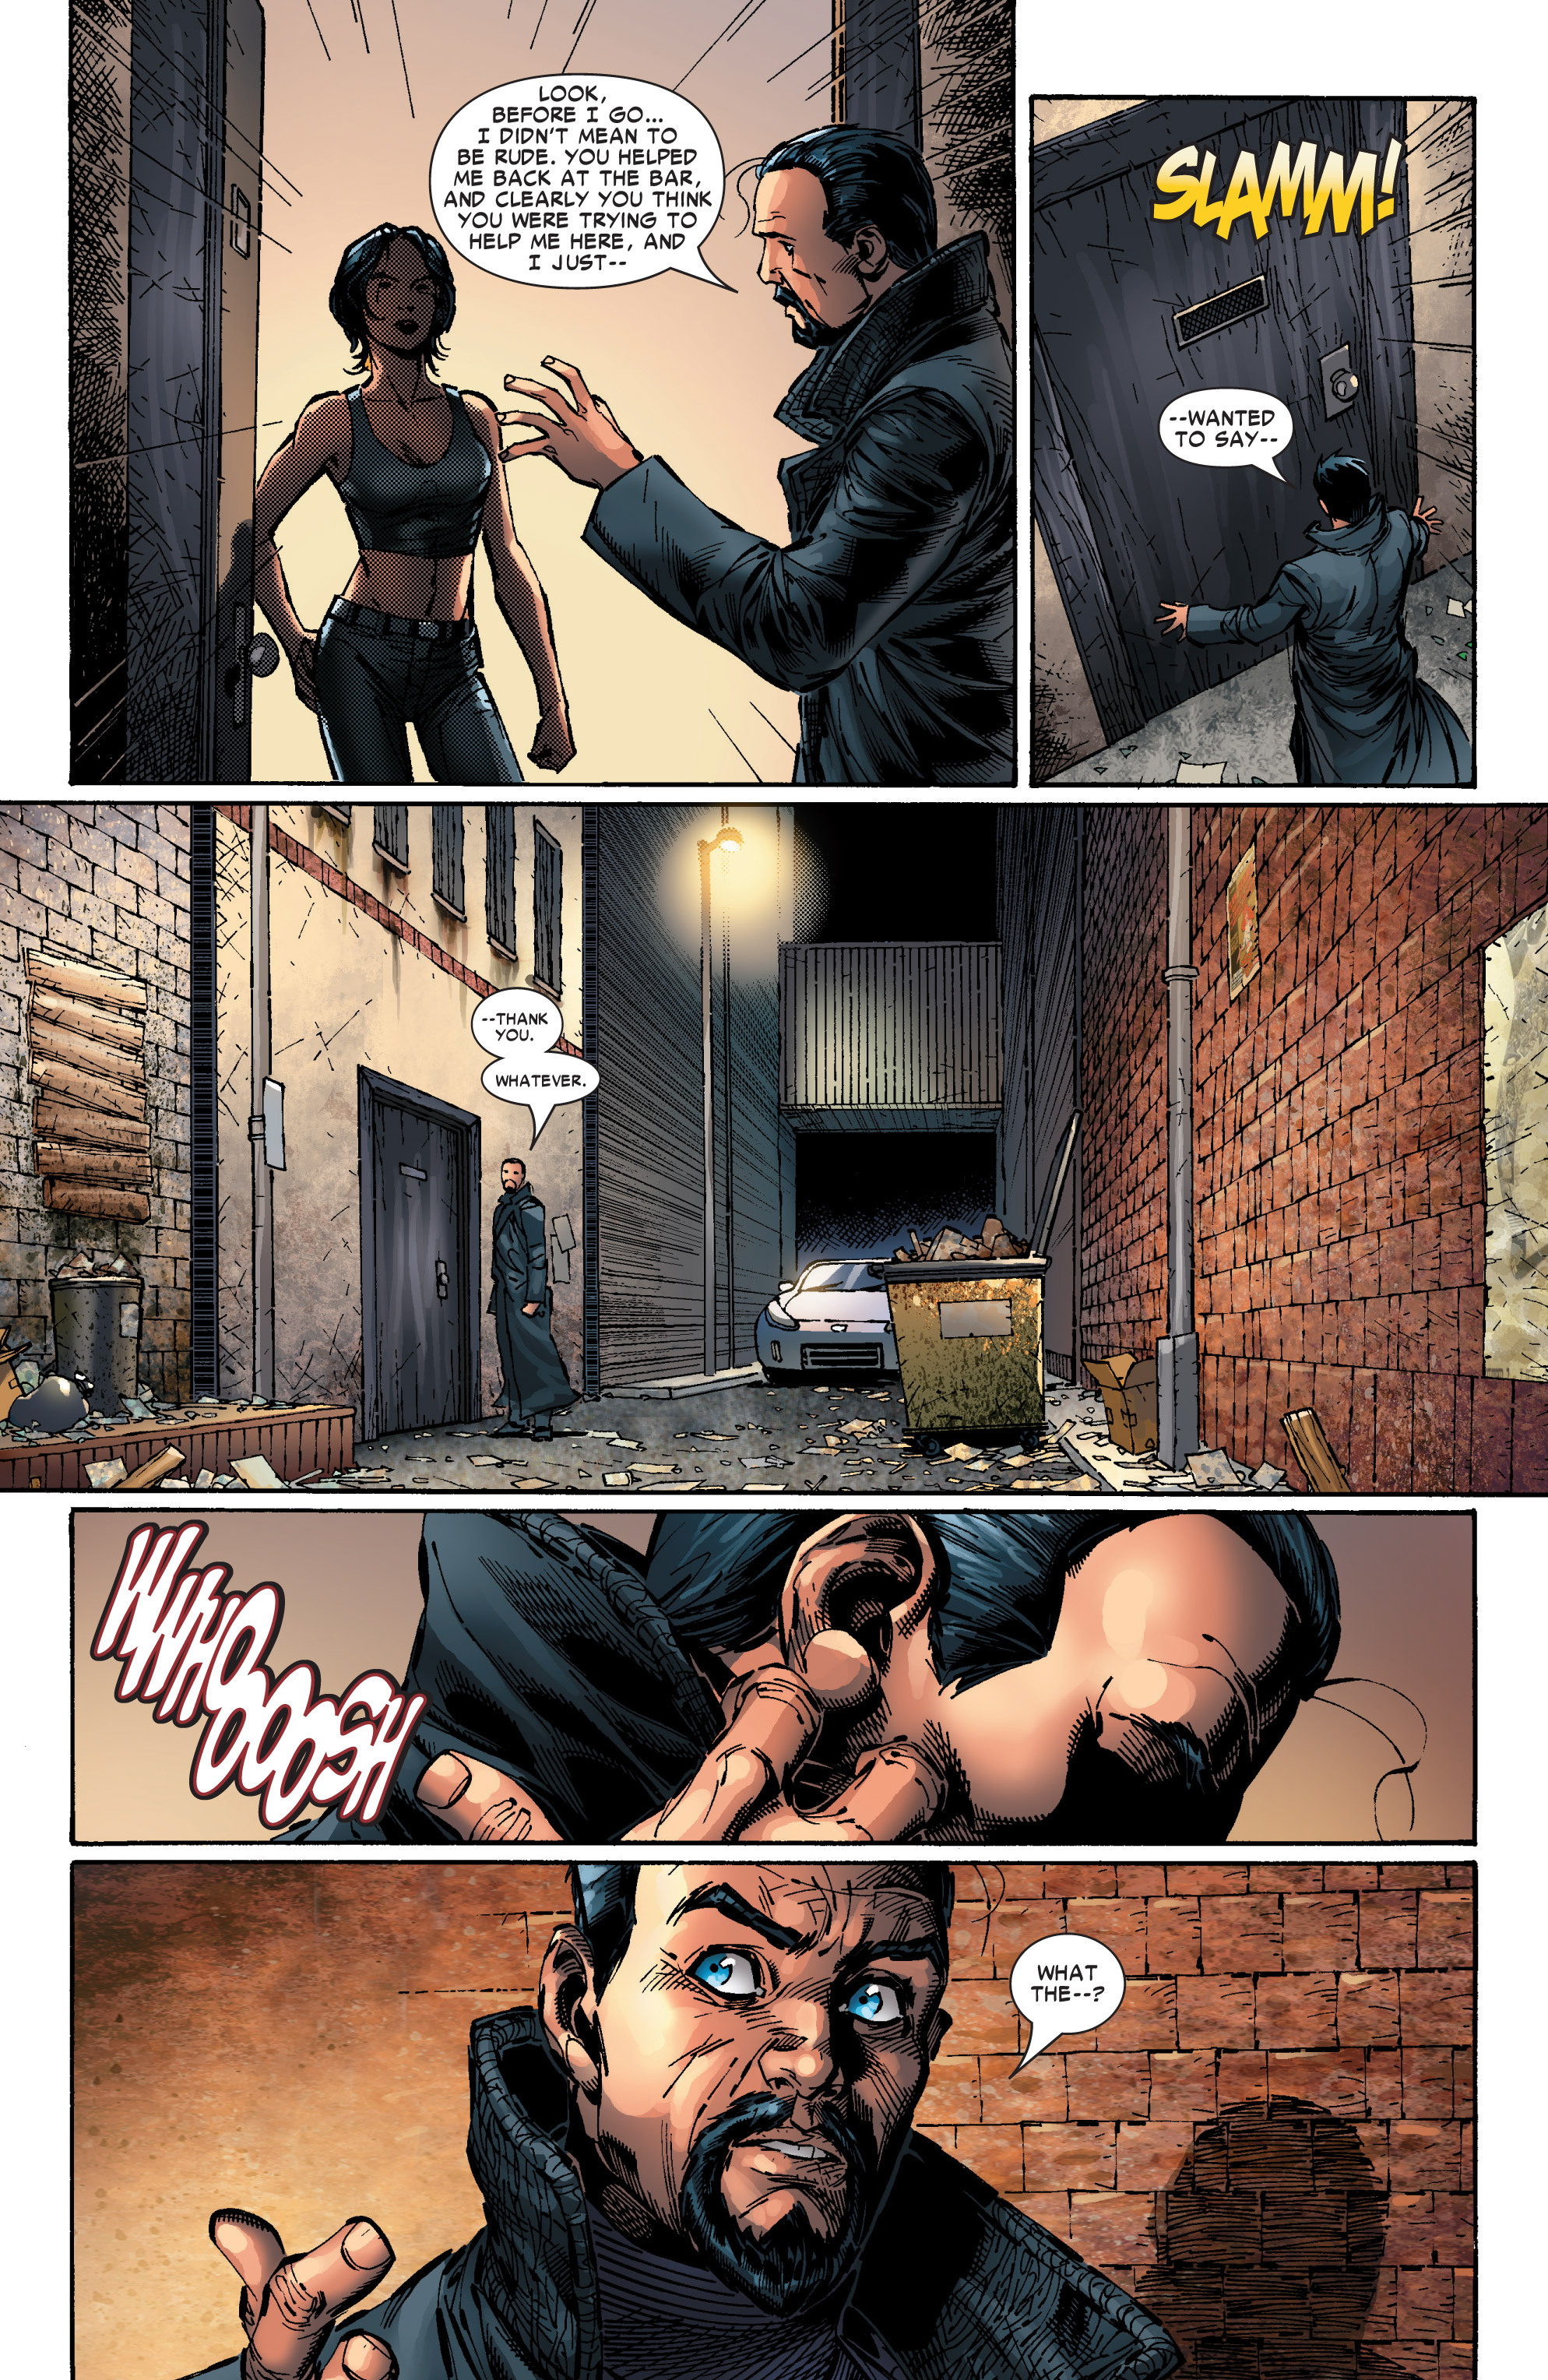 LOOK,
BEFORE I GO...
I DIDN'T MEAN TO
BE RUDE. YOU HELPED
ME BACK AT THE BAR,
AND CLEARLY YOU THINK
YOU WERE TRYING TO
HELP ME HERE, AND
I JUST--
SLAMM!
--WANTED
TO SAY--
--THANK
YOU.
WHATEVER.
WWHOOOOSH
WHAT
THE--?